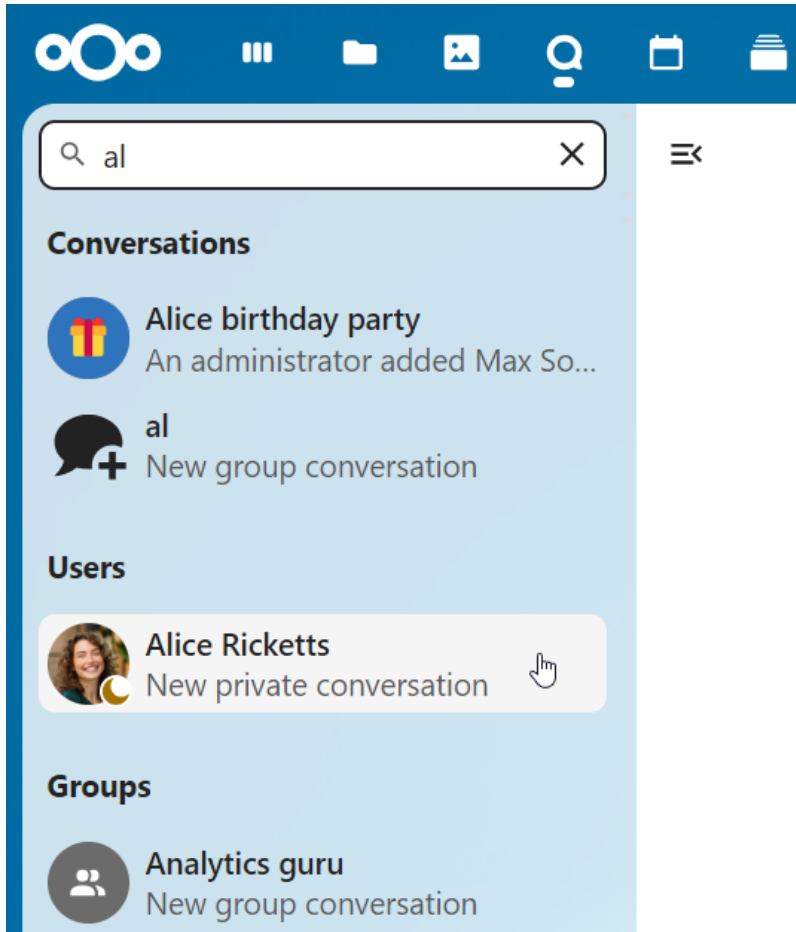 al
Conversations
Alice birthday party
An administrator added Max So...
al
New group conversation
Users
Alice Ricketts
New private conversation
Groups
Analytics guru
New group conversation